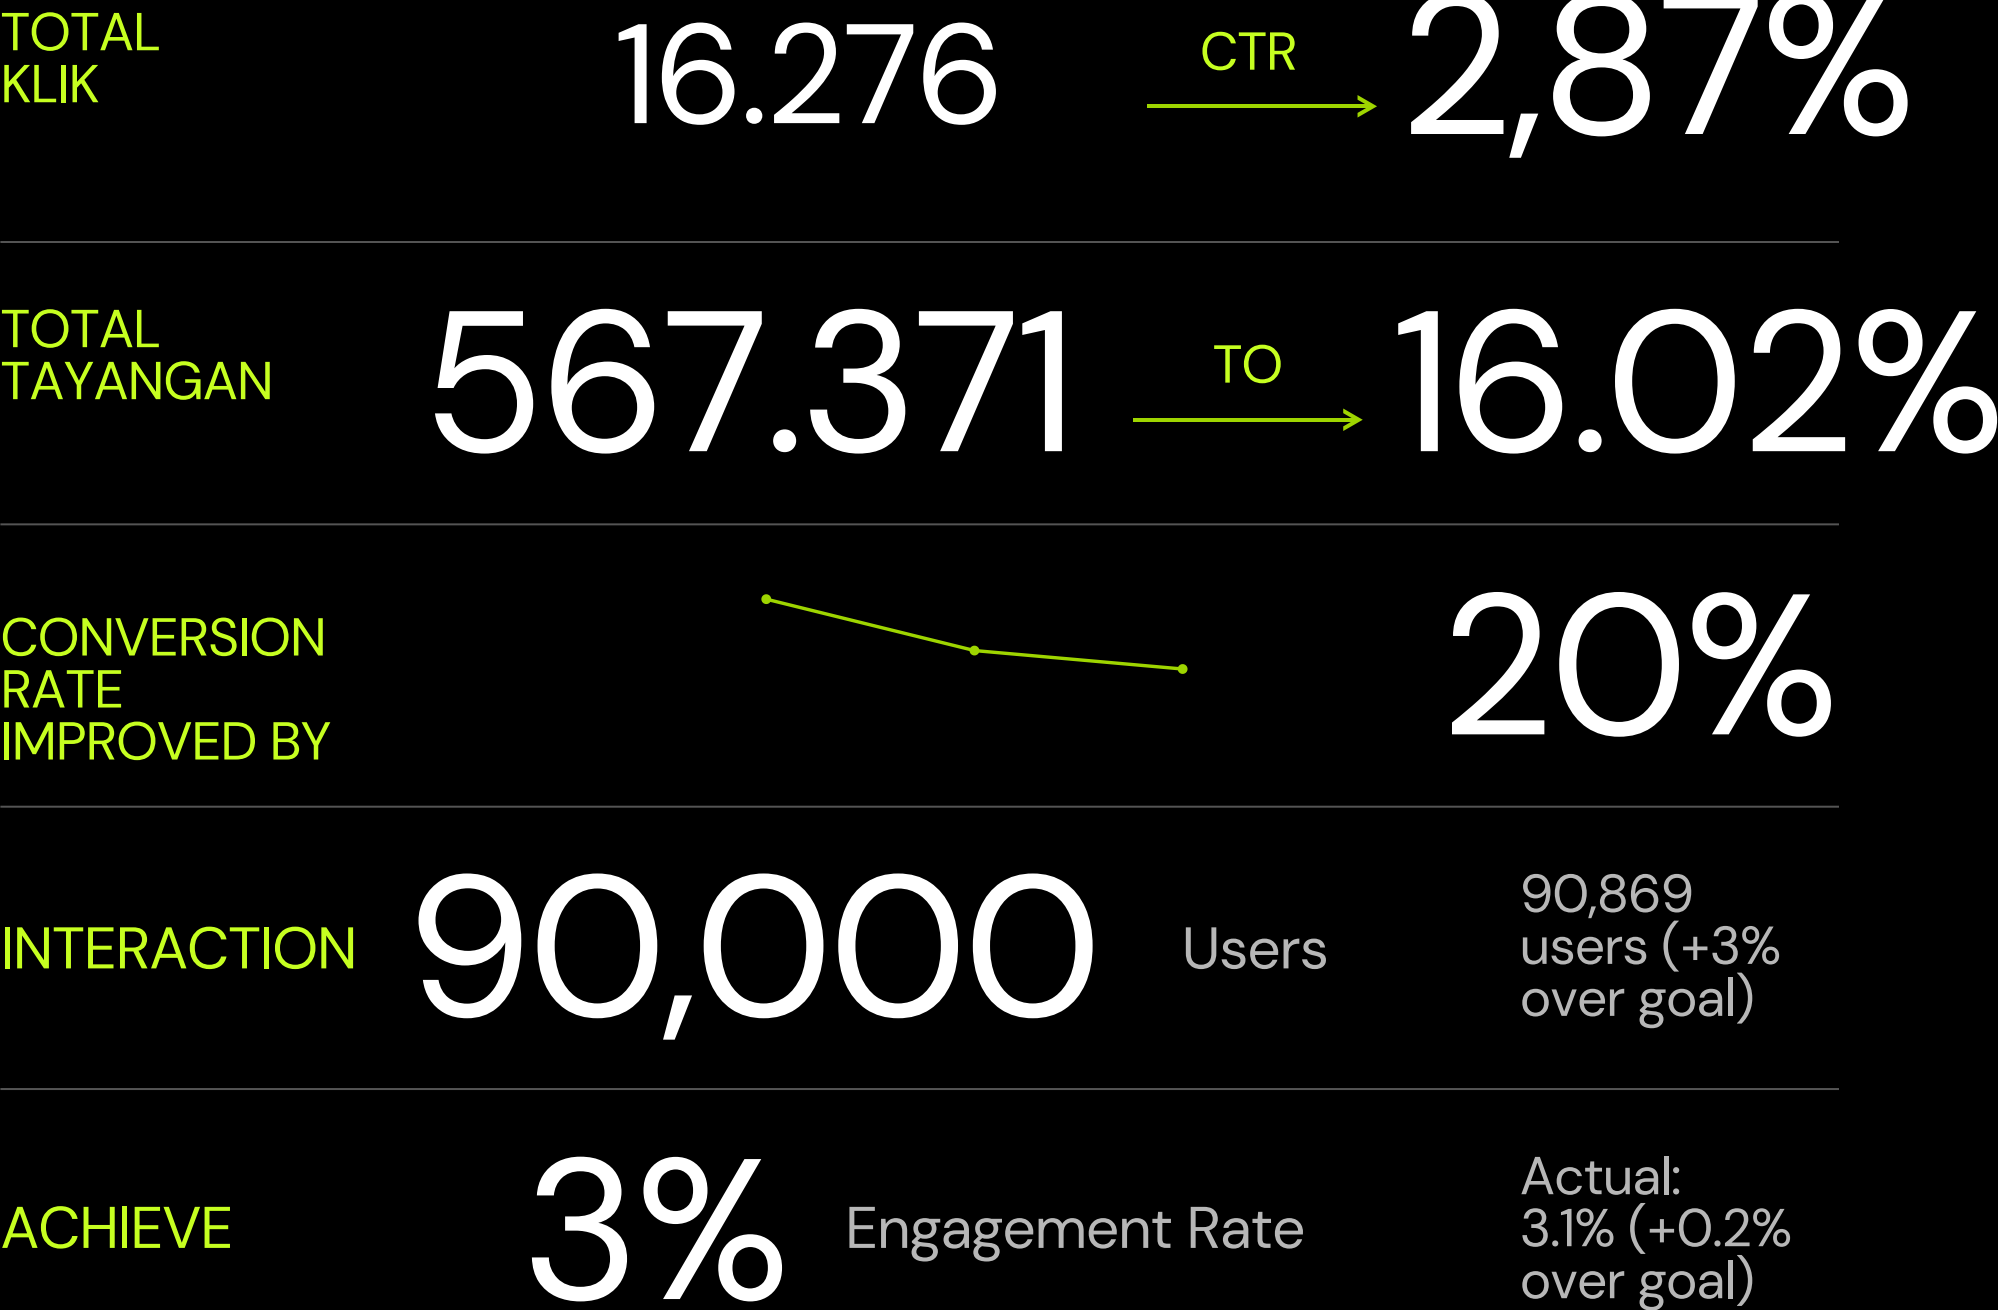 TOTAL
KLIK
16.276
CTR
2,87%
TOTAL
TAYANGAN
567.371
TO
16.02%
CONVERSION
RATE
IMPROVED BY
20%
INTERACTION
90,000
Users
90,869
users (+3%
over goal)
ACHIEVE
3%
Engagement Rate
Actual:
3.1% (+0.2%
over goal)